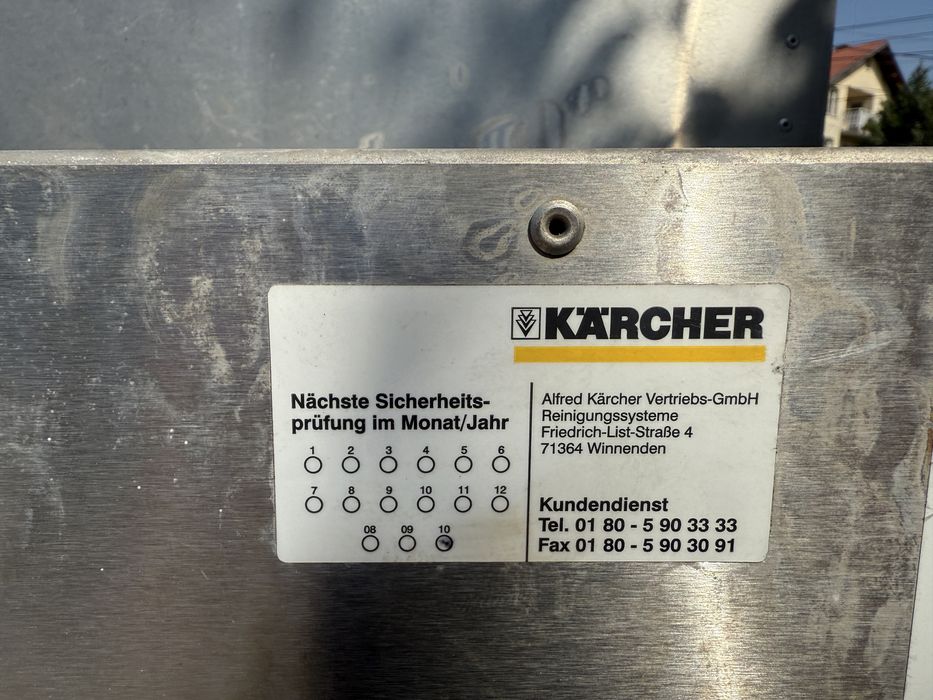 KÄRCHER
Nächste Sicherheits-
prüfung im Monat/Jahr
1 2 3 4 5 6
7 8 9 10 11 12
08 09 10
Alfred Kärcher Vertriebs-GmbH
Reinigungssysteme
Friedrich-List-Straße 4
71364 Winnenden
Kundendienst
Tel. 01 80 - 5 90 33 33
Fax 01 80 - 5 90 30 91